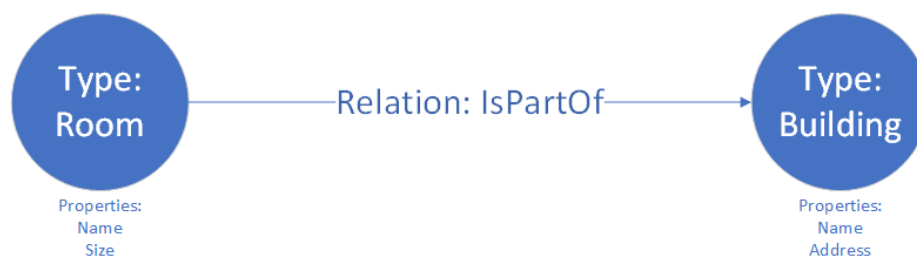 Type:
Room
Relation: IsPartOf
Type:
Building
Properties:
Name
Size
Properties:
Name
Address